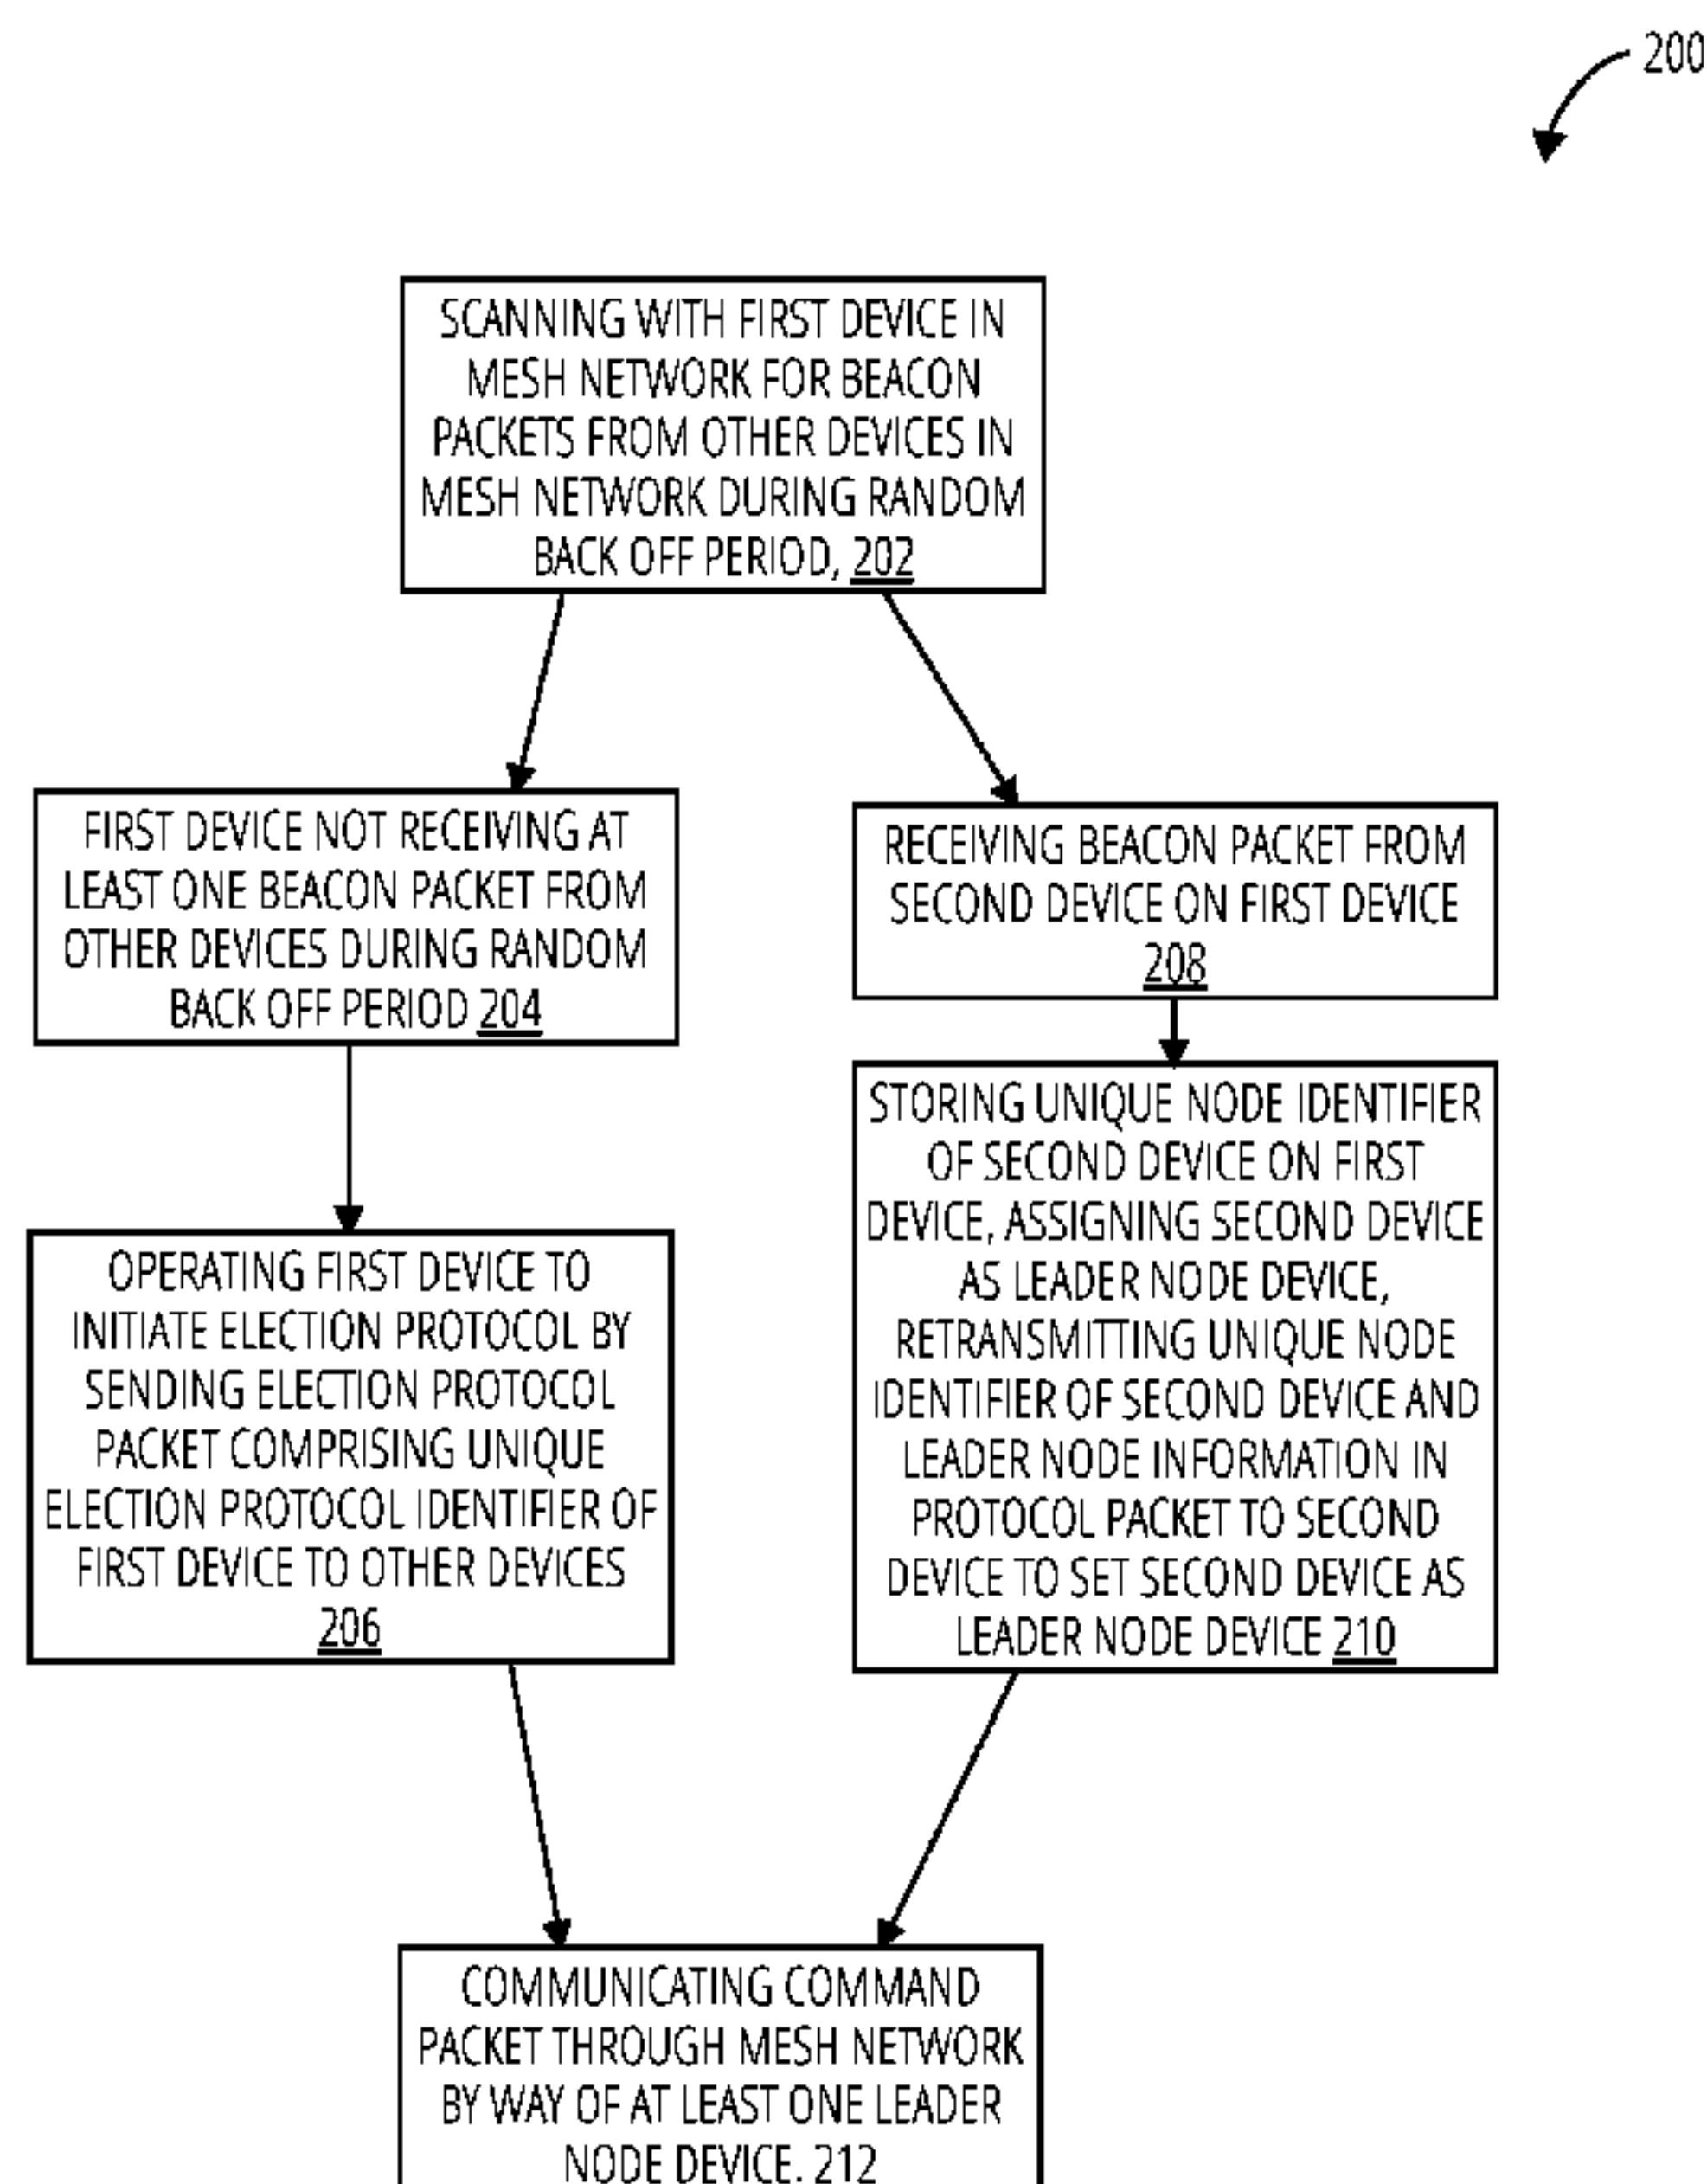 200
SCANNING WITH FIRST DEVICE IN
MESH NETWORK FOR BEACON
PACKETS FROM OTHER DEVICES IN
MESH NETWORK DURING RANDOM
BACK OFF PERIOD, 202
FIRST DEVICE NOT RECEIVING AT
LEAST ONE BEACON PACKET FROM
OTHER DEVICES DURING RANDOM
BACK OFF PERIOD 204
RECEIVING BEACON PACKET FROM
SECOND DEVICE ON FIRST DEVICE
208
OPERATING FIRST DEVICE TO
INITIATE ELECTION PROTOCOL BY
SENDING ELECTION PROTOCOL
PACKET COMPRISING UNIQUE
ELECTION PROTOCOL IDENTIFIER OF
FIRST DEVICE TO OTHER DEVICES
206
STORING UNIQUE NODE IDENTIFIER
OF SECOND DEVICE ON FIRST
DEVICE, ASSIGNING SECOND DEVICE
AS LEADER NODE DEVICE,
RETRANSMITTING UNIQUE NODE
IDENTIFIER OF SECOND DEVICE AND
LEADER NODE INFORMATION IN
PROTOCOL PACKET TO SECOND
DEVICE TO SET SECOND DEVICE AS
LEADER NODE DEVICE 210
COMMUNICATING COMMAND
PACKET THROUGH MESH NETWORK
BY WAY OF AT LEAST ONE LEADER
NODE DEVICE. 212